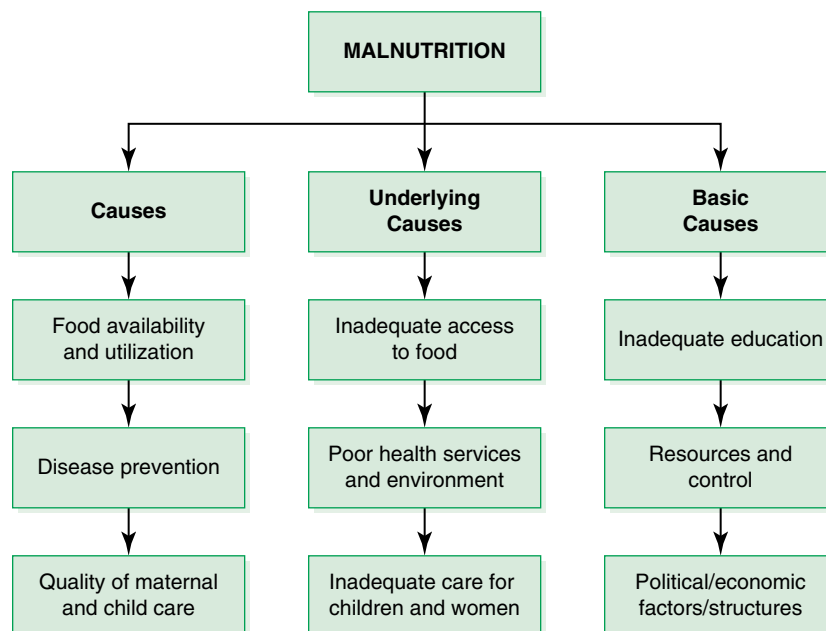 MALNUTRITION
Causes
Underlying
Causes
Basic
Causes
Food availability
and utilization
Inadequate access
to food
Inadequate education
Disease prevention
Poor health services
and environment
Resources and
control
Quality of maternal
and child care
Inadequate care for
children and women
Political/economic
factors/structures